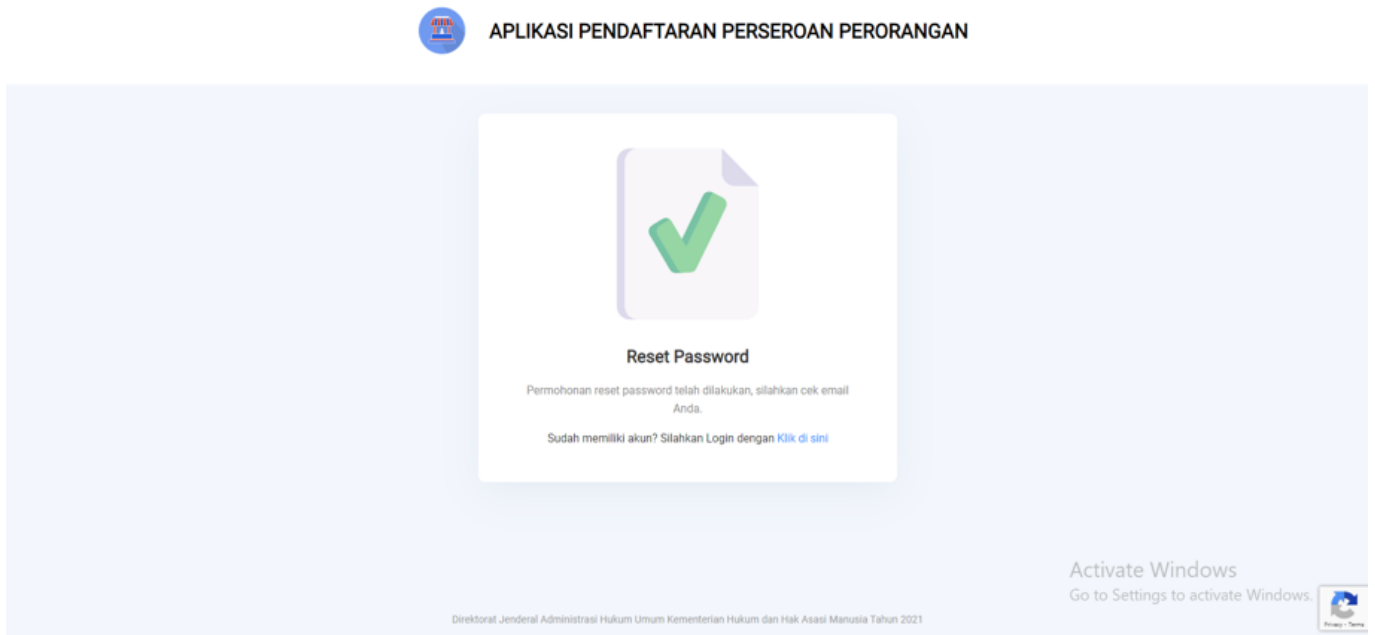 APLIKASI PENDAFTARAN PERSEROAN PERORANGAN
Reset Password
Permohonan reset password telah dilakukan, silahkan cek email
Anda.
Sudah memiliki akun? Silahkan Login dengan Klik di sini
Activate Windows
Go to Settings to activate Windows.
Privacy - Terms
Direktorat Jenderal Administrasi Hukum Umum Kementerian Hukum dan Hak Asasi Manusia Tahun 2021